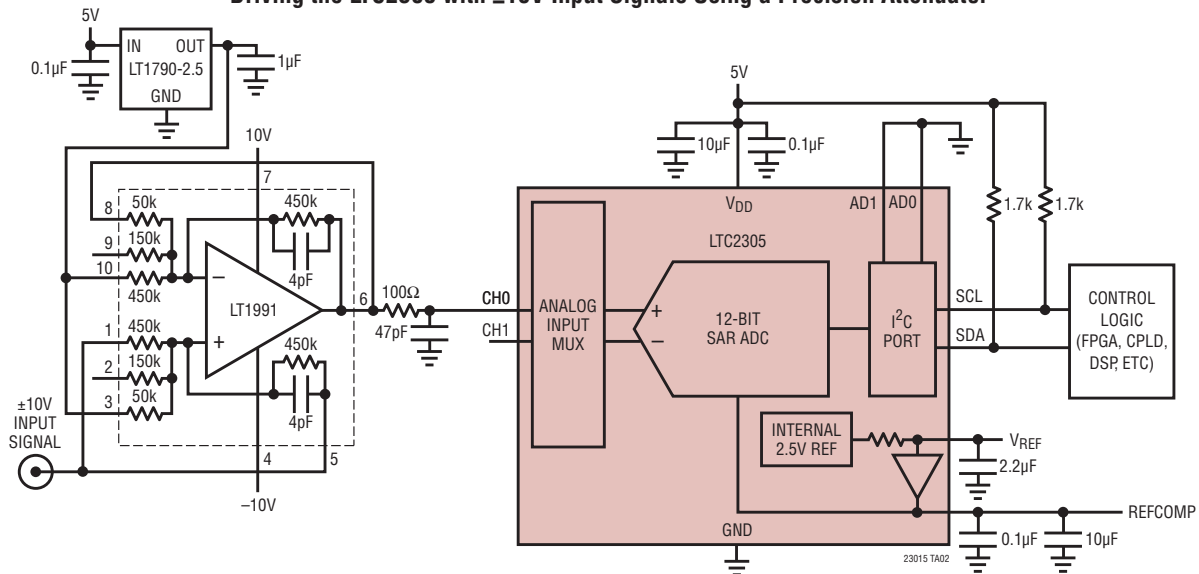 Driving the LTC2305 with ±10V Input Signals Using a Precision Attenuator
5V
IN OUT
LT1790-2.5
GND
0.1µF
1µF
10V
7
8
50k
450k
9
150k
10
450k
4pF
LT1991
–
+
1
450k
2
150k
3
50k
450k
4pF
6
100Ω
47pF
±10V
INPUT
SIGNAL
4
5
–10V
5V
10µF
0.1µF
VDD
AD1 AD0
1.7k
1.7k
LTC2305
CH0
CH1
ANALOG
INPUT
MUX
+
–
12-BIT
SAR ADC
I2C
PORT
SCL
SDA
CONTROL
LOGIC
(FPGA, CPLD,
DSP, ETC)
INTERNAL
2.5V REF
VREF
2.2µF
REFCOMP
GND
0.1µF
10µF
23015 TA02